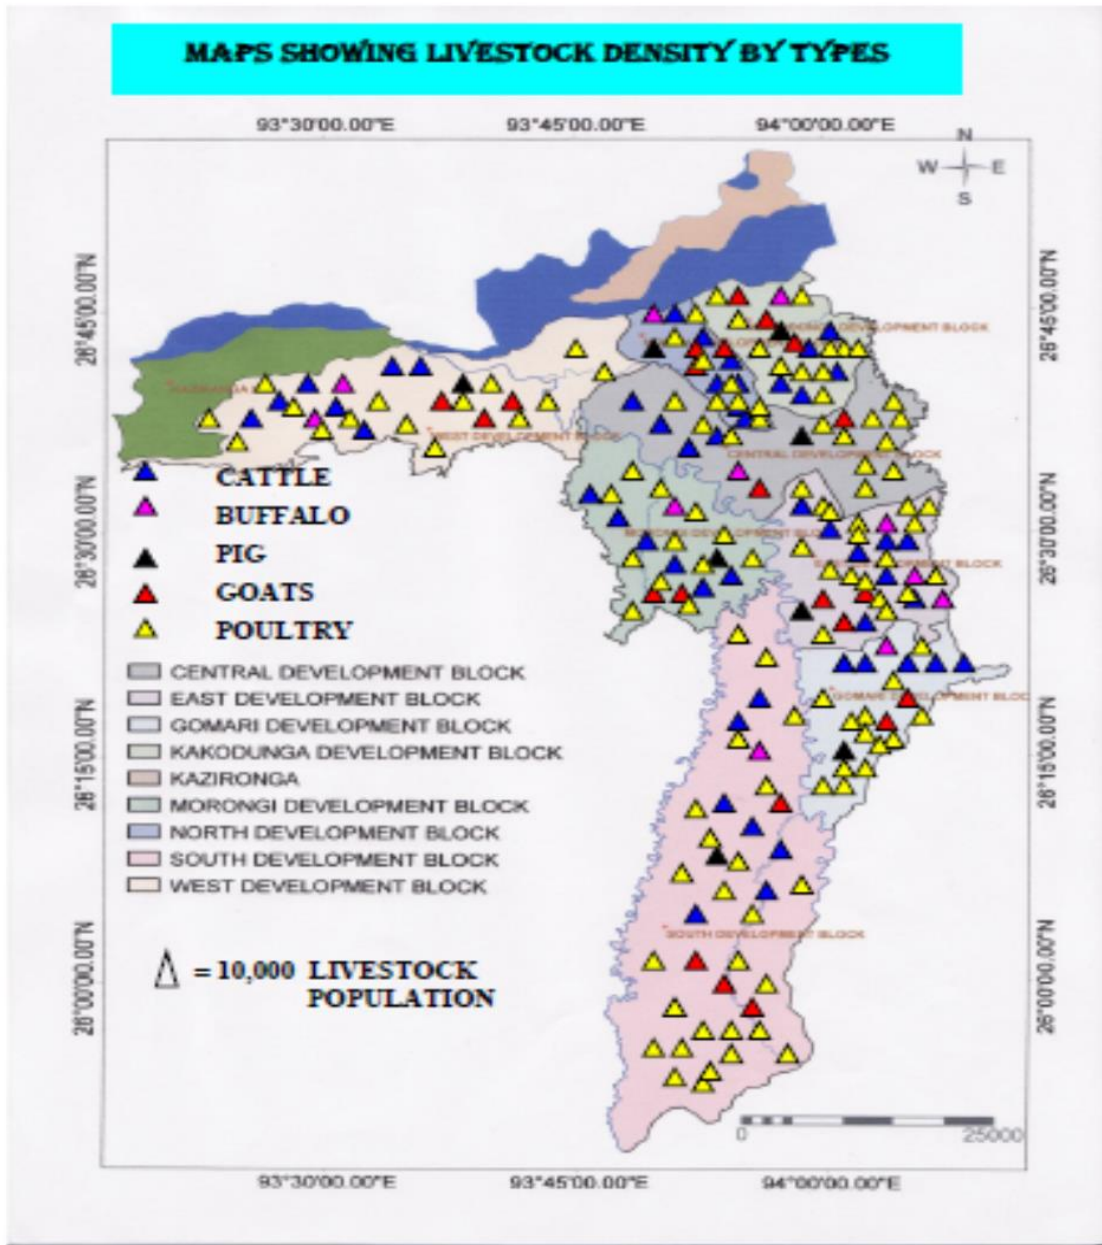 MAPS SHOWING LIVESTOCK DENSITY BY TYPES
93°30'00.00"E 93°45'00.00"E 94°00'00.00"E
N
W E
S
26°45'00.00"N
26°45'00.00"N
DEVELOPMENT BLOCK
WEST DEVELOPMENT BLOCK
CENTRAL DEVELOPMENT BLOCK
CATTLE
BUFFALO
PIG
GOATS
POULTRY
26°30'00.00"N
26°30'00.00"N
CENTRAL DEVELOPMENT BLOCK
EAST DEVELOPMENT BLOCK
GOMARI DEVELOPMENT BLOCK
KAKODUNGA DEVELOPMENT BLOCK
KAZIRONGA
MORONGI DEVELOPMENT BLOCK
NORTH DEVELOPMENT BLOCK
SOUTH DEVELOPMENT BLOCK
WEST DEVELOPMENT BLOCK
GOMARI DEVELOPMENT BLOC
26°15'00.00"N
26°15'00.00"N
SOUTH DEVELOPMENT BLOCK
= 10,000 LIVESTOCK
POPULATION
26°00'00.00"N
26°00'00.00"N
0 25000
93°30'00.00"E 93°45'00.00"E 94°00'00.00"E